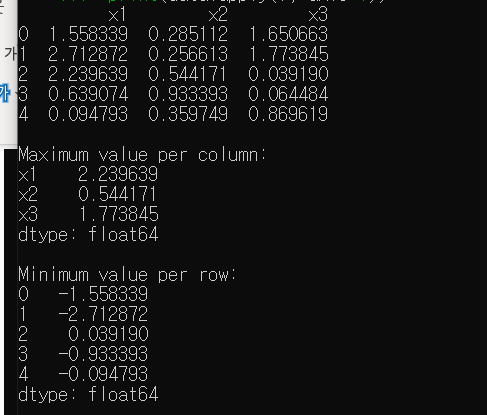 x1 x2 x3
0 1.558339 0.285112 1.650663
1 2.712872 0.256613 1.773845
2 2.239639 0.544171 0.039190
3 0.639074 0.933393 0.064484
4 0.094793 0.359749 0.869619
Maximum value per column:
x1 2.239639
x2 0.544171
x3 1.773845
dtype: float64
Minimum value per row:
0 -1.558339
1 -2.712872
2 0.039190
3 -0.933393
4 -0.094793
dtype: float64